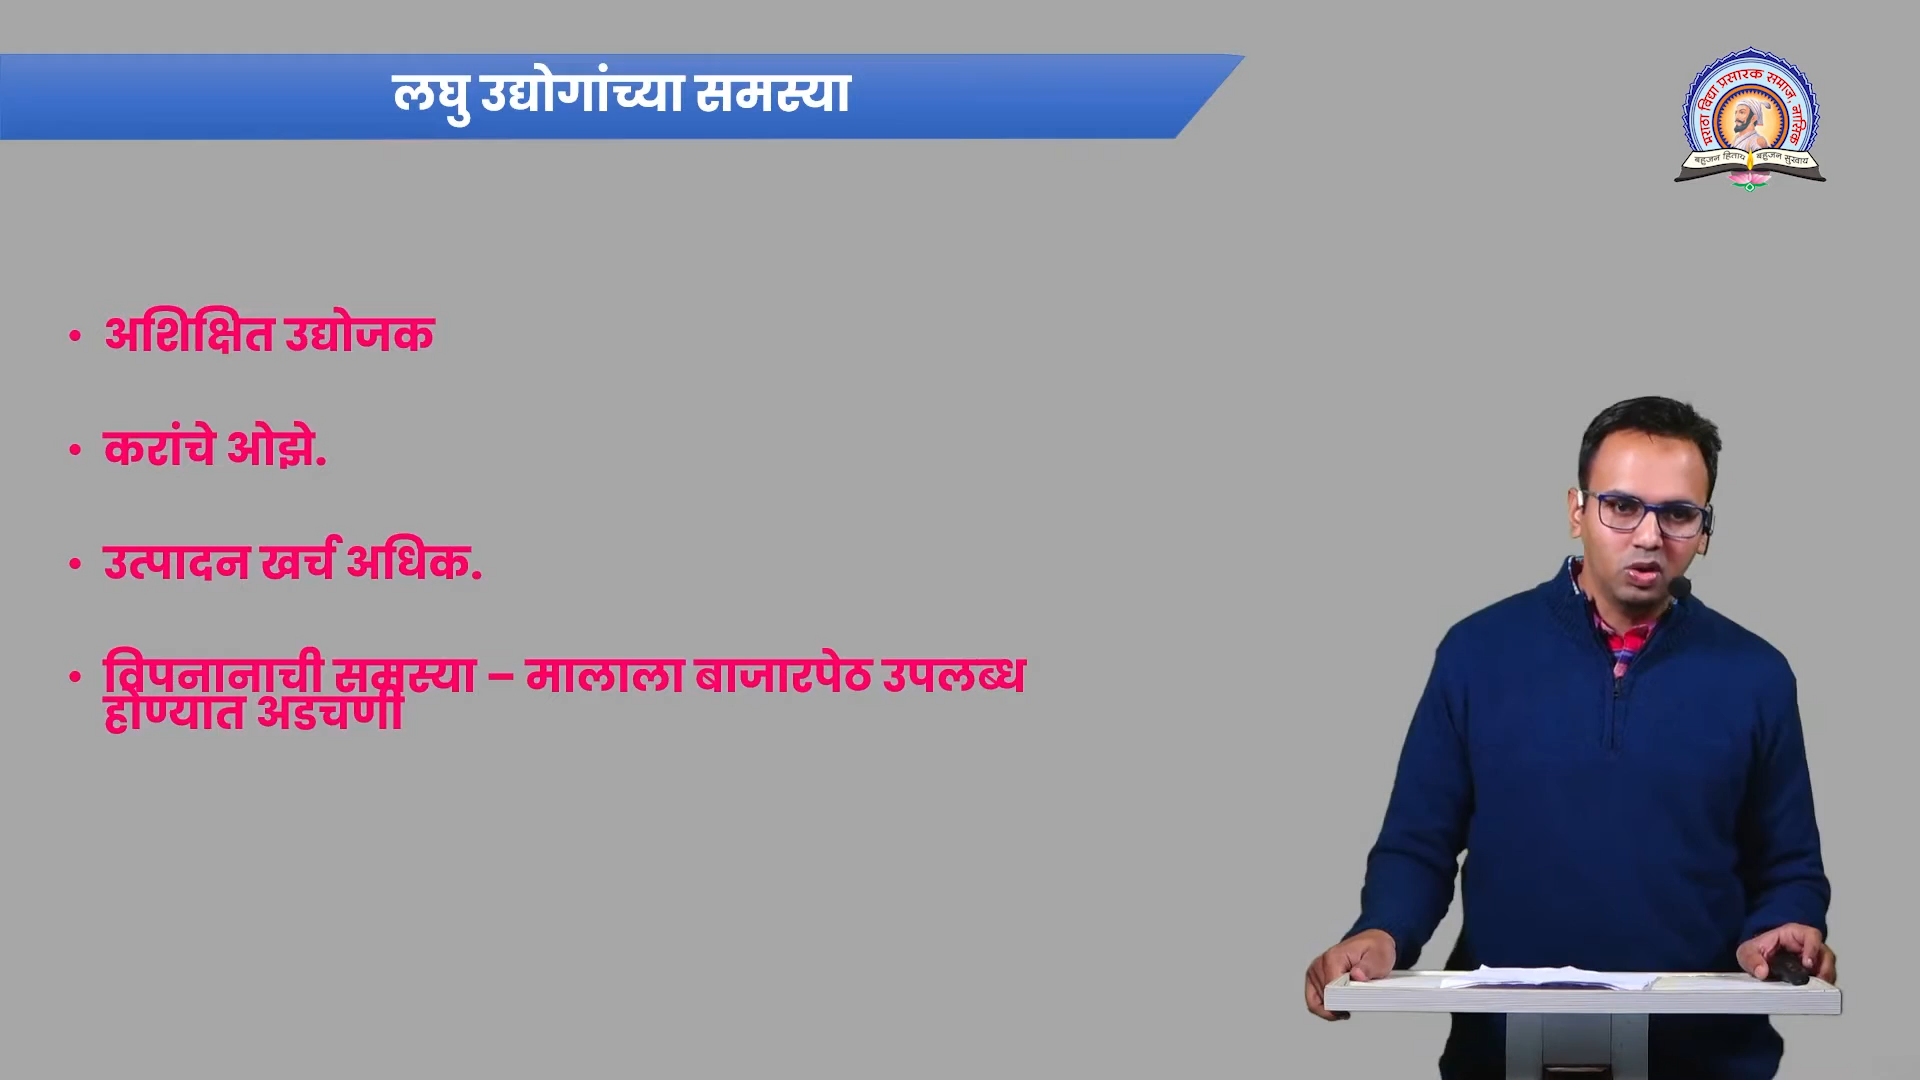 लघु उद्योगांच्या समस्या
मराठा विद्या प्रसारक समाज, नाशिक
बहुजन हिताय बहुजन सुखाय
• अशिक्षित उद्योजक
• करांचे ओझे.
• उत्पादन खर्च अधिक.
• विपनानाची समस्या – मालाला बाजारपेठ उपलब्ध
होण्यात अडचणी